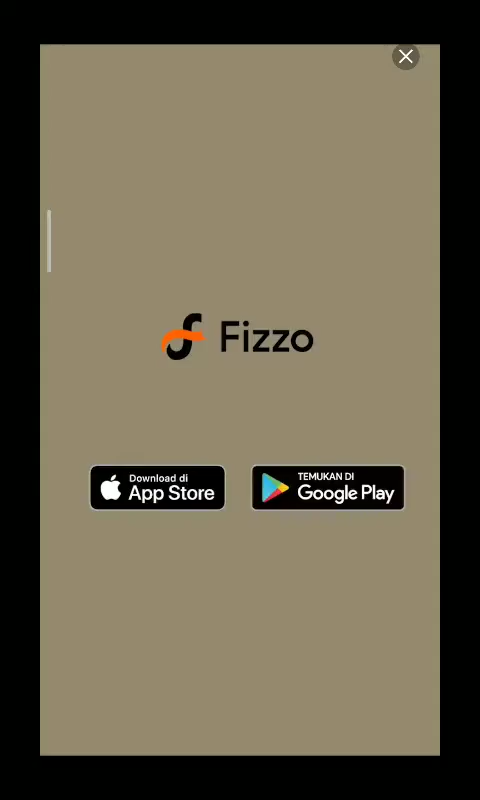 Fizzo
Download di
App Store
TEMUKAN DI
Google Play